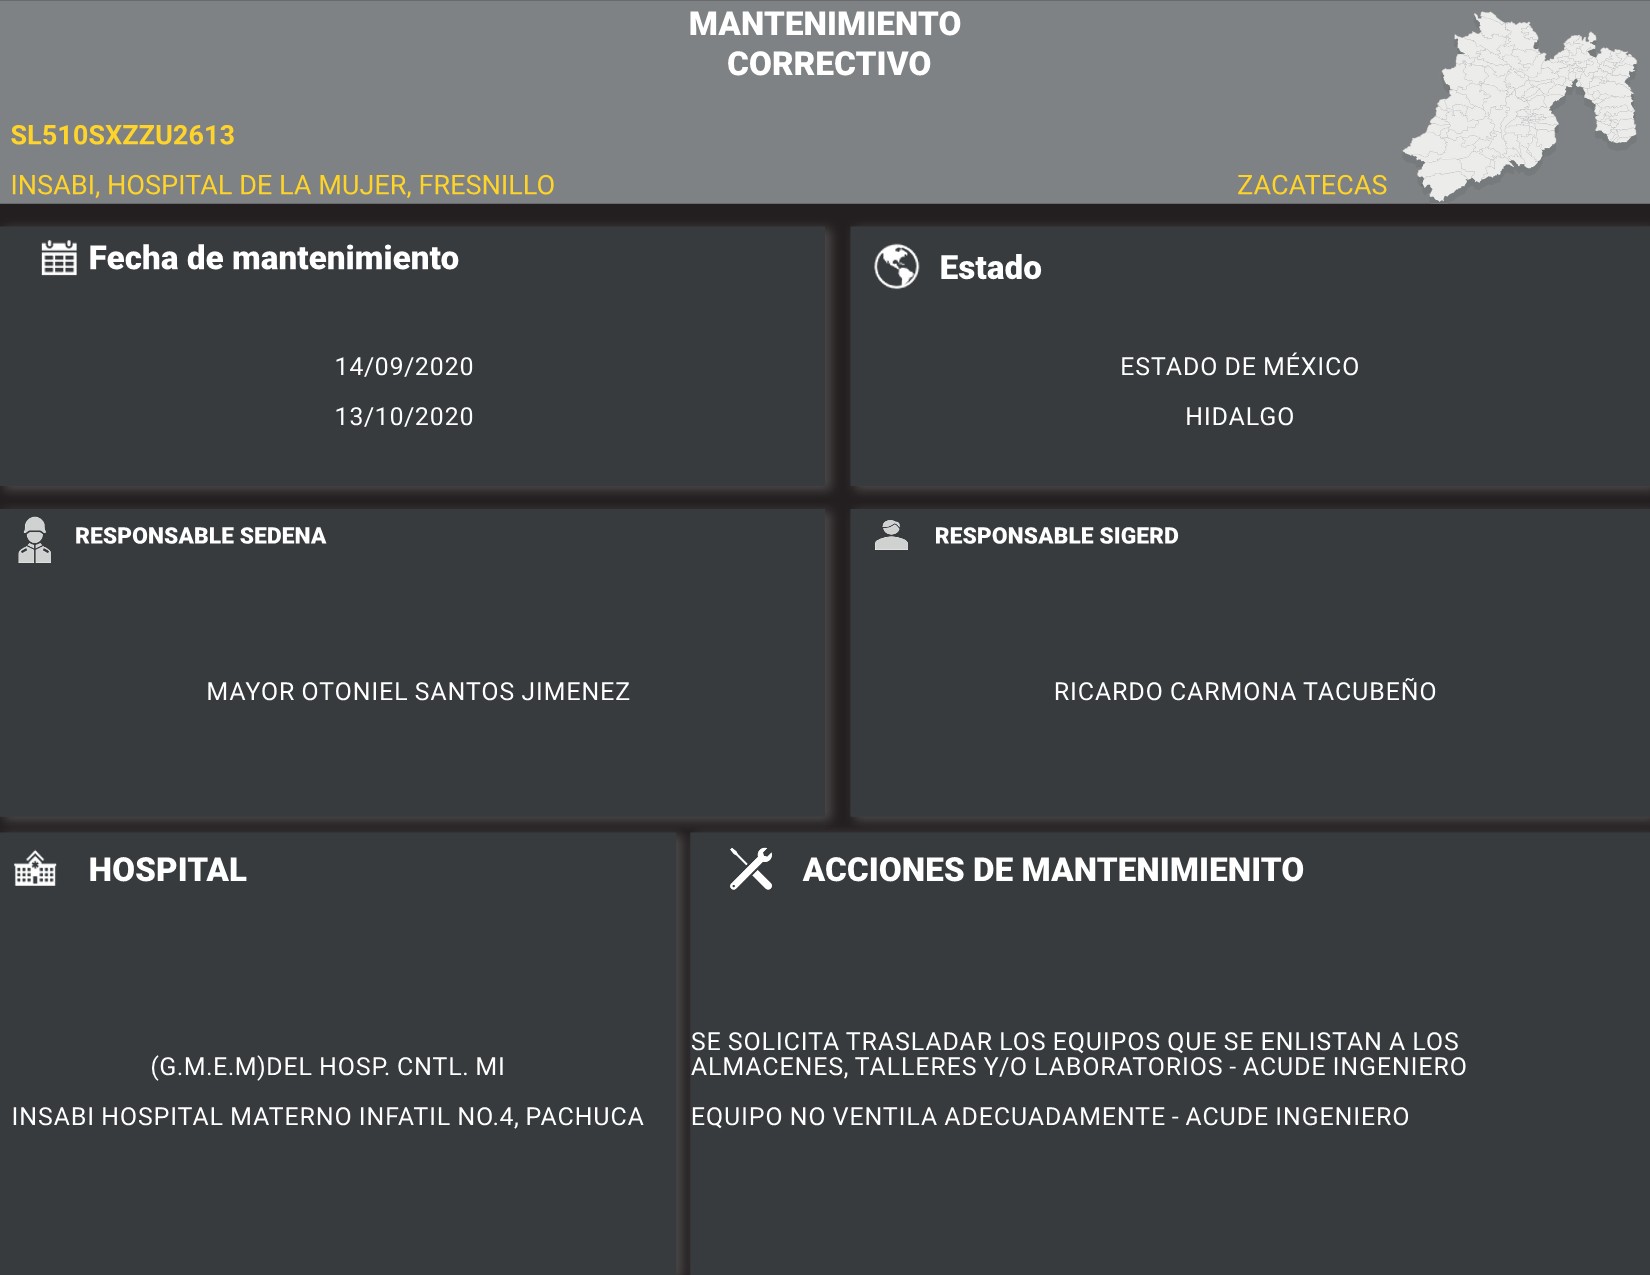 MANTENIMIENTO
CORRECTIVO
SL510SXZZU2613
INSABI, HOSPITAL DE LA MUJER, FRESNILLO
ZACATECAS
Fecha de mantenimiento
14/09/2020
13/10/2020
Estado
ESTADO DE MÉXICO
HIDALGO
RESPONSABLE SEDENA
MAYOR OTONIEL SANTOS JIMENEZ
RESPONSABLE SIGERD
RICARDO CARMONA TACUBEÑO
HOSPITAL
(G.M.E.M)DEL HOSP. CNTL. MI
INSABI HOSPITAL MATERNO INFATIL NO.4, PACHUCA
ACCIONES DE MANTENIMIENITO
SE SOLICITA TRASLADAR LOS EQUIPOS QUE SE ENLISTAN A LOS
ALMACENES, TALLERES Y/O LABORATORIOS - ACUDE INGENIERO
EQUIPO NO VENTILA ADECUADAMENTE - ACUDE INGENIERO